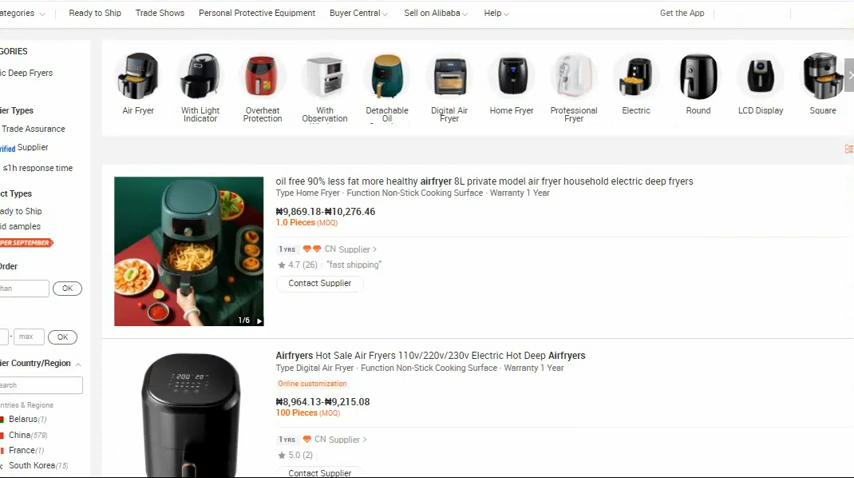 ategories
Ready to Ship
Trade Shows
Personal Protective Equipment
Buyer Central
Sell on Alibaba
Help
Get the App
GORIES
ic Deep Fryers
ier Types
Trade Assurance
rified Supplier
≤1h response time
ct Types
ady to Ship
id samples
PER SEPTEMBER
Order
han
OK
- max
OK
ier Country/Region
earch
ntries & Regions
Belarus(1)
China(579)
France(1)
South Korea(15)
Air Fryer
With Light
Indicator
Overheat
Protection
With
Observation
Detachable
Oil
Digital Air
Fryer
Home Fryer
Professional
Fryer
Electric
Round
LCD Display
Square
1/6
oil free 90% less fat more healthy airfryer 8L private model air fryer household electric deep fryers
Type Home Fryer · Function Non-Stick Cooking Surface · Warranty 1 Year
₦9,869.18-₦10,276.46
1.0 Pieces (MOQ)
1YRS CN Supplier >
4.7 (26) "fast shipping"
Contact Supplier
Airfryers Hot Sale Air Fryers 110v/220v/230v Electric Hot Deep Airfryers
Type Digital Air Fryer · Function Non-Stick Cooking Surface · Warranty 1 Year
Online customization
₦8,964.13-₦9,215.08
100 Pieces (MOQ)
1YRS CN Supplier >
5.0 (2)
Contact Supplier